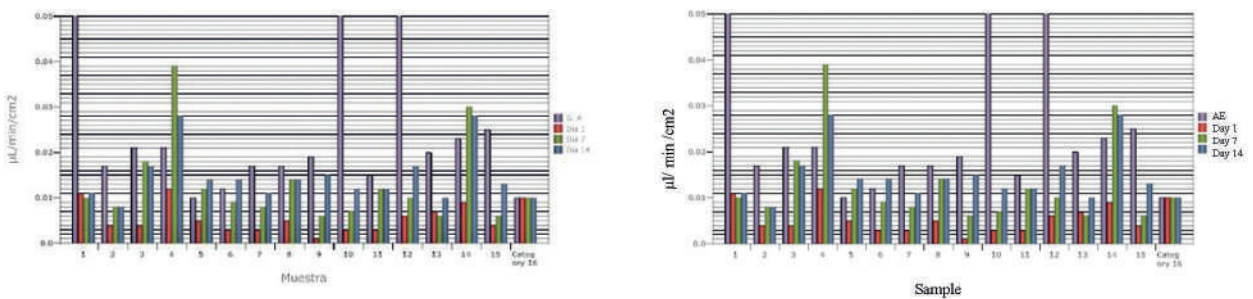 0.05
0.04
0.03
0.02
0.01
0.0
µL/min/cm2
1 2 3 4 5 6 7 8 9 10 11 12 13 14 15 Categ
ory 16
Muestra
Día 1
Día 7
Día 14
0.05
0.04
0.03
0.02
0.01
0.0
µl/ min /cm2
1 2 3 4 5 6 7 8 9 10 11 12 13 14 15 Categ
ory 16
Sample
AE
Day 1
Day 7
Day 14